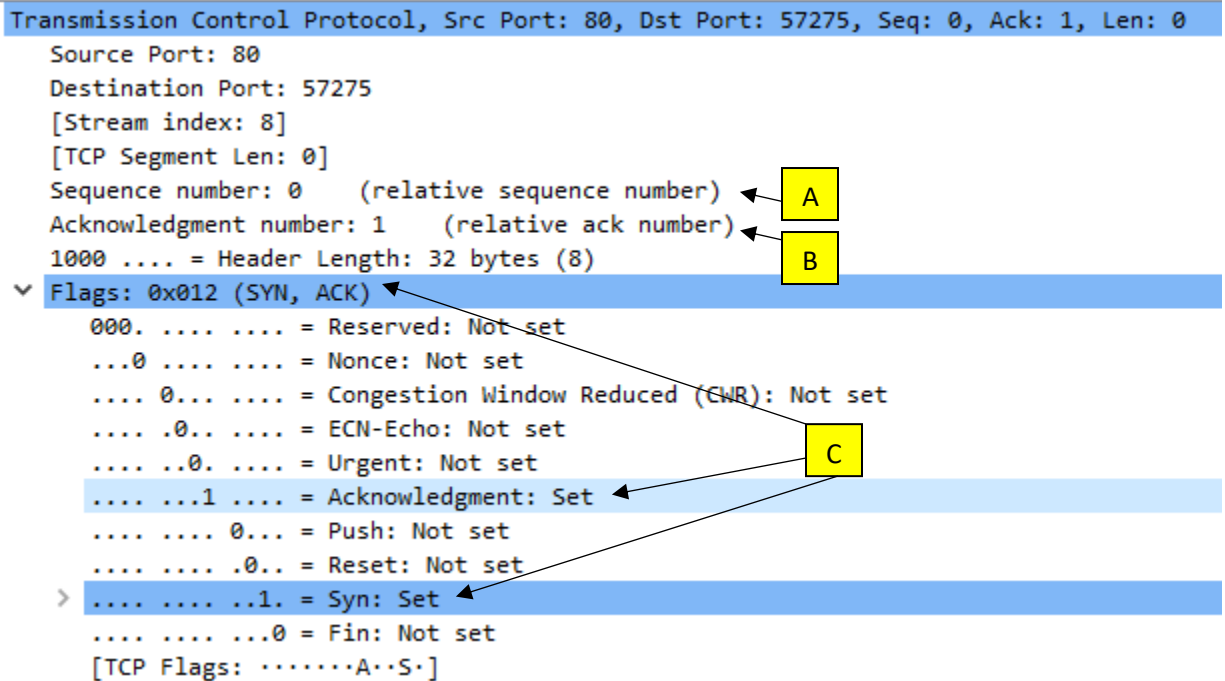 Transmission Control Protocol, Src Port: 80, Dst Port: 57275, Seq: 0, Ack: 1, Len: 0
Source Port: 80
Destination Port: 57275
[Stream index: 8]
[TCP Segment Len: 0]
Sequence number: 0    (relative sequence number)
A
Acknowledgment number: 1    (relative ack number)
B
1000 .... = Header Length: 32 bytes (8)
Flags: 0x012 (SYN, ACK)
000. .... .... = Reserved: Not set
...0 .... .... = Nonce: Not set
.... 0... .... = Congestion Window Reduced (CWR): Not set
.... .0.. .... = ECN-Echo: Not set
C
.... ..0. .... = Urgent: Not set
.... ...1 .... = Acknowledgment: Set
.... .... 0... = Push: Not set
.... .... .0.. = Reset: Not set
.... .... ..1. = Syn: Set
.... .... ...0 = Fin: Not set
[TCP Flags: ·······A··S·]